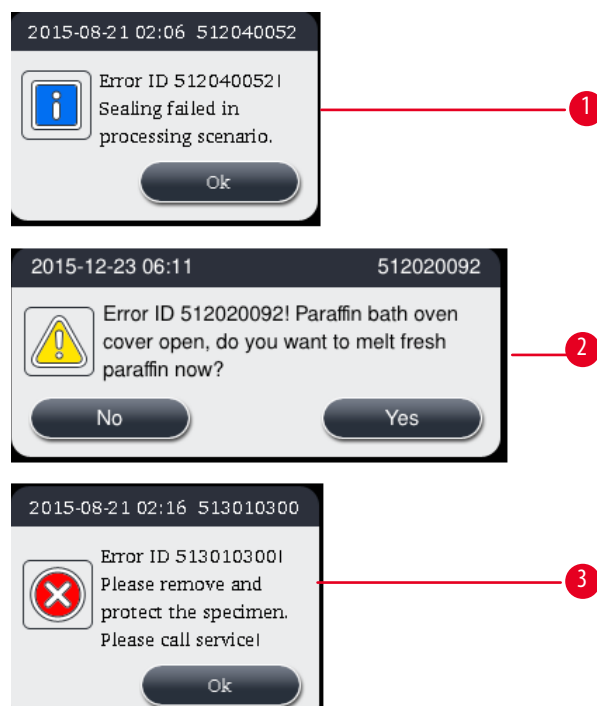 2015-08-21 02:06 512040052
Error ID 512040052!
Sealing failed in
processing scenario.
Ok
1
2015-12-23 06:11 512020092
Error ID 512020092! Paraffin bath oven
cover open, do you want to melt fresh
paraffin now?
No Yes
2
2015-08-21 02:16 513010300
Error ID 513010300!
Please remove and
protect the specimen.
Please call service!
Ok
3